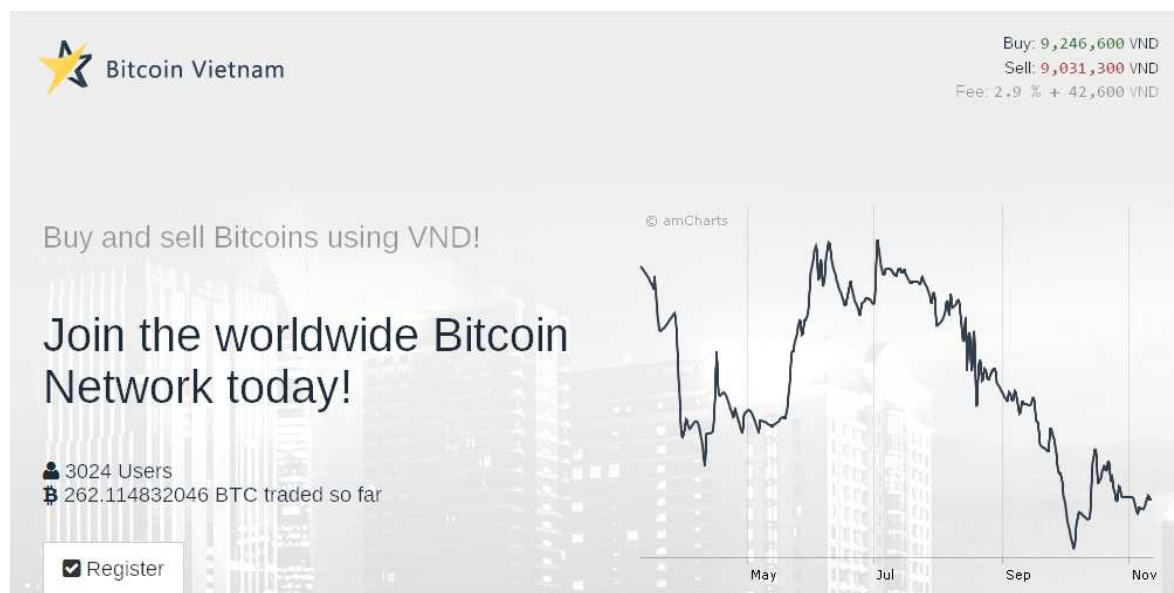 Bitcoin Vietnam
Buy: 9,246,600 VND
Sell: 9,031,300 VND
Fee: 2.9 % + 42,600 VND
Buy and sell Bitcoins using VND!
© amCharts
Join the worldwide Bitcoin
Network today!
3024 Users
262.114832046 BTC traded so far
Register
May Jul Sep Nov